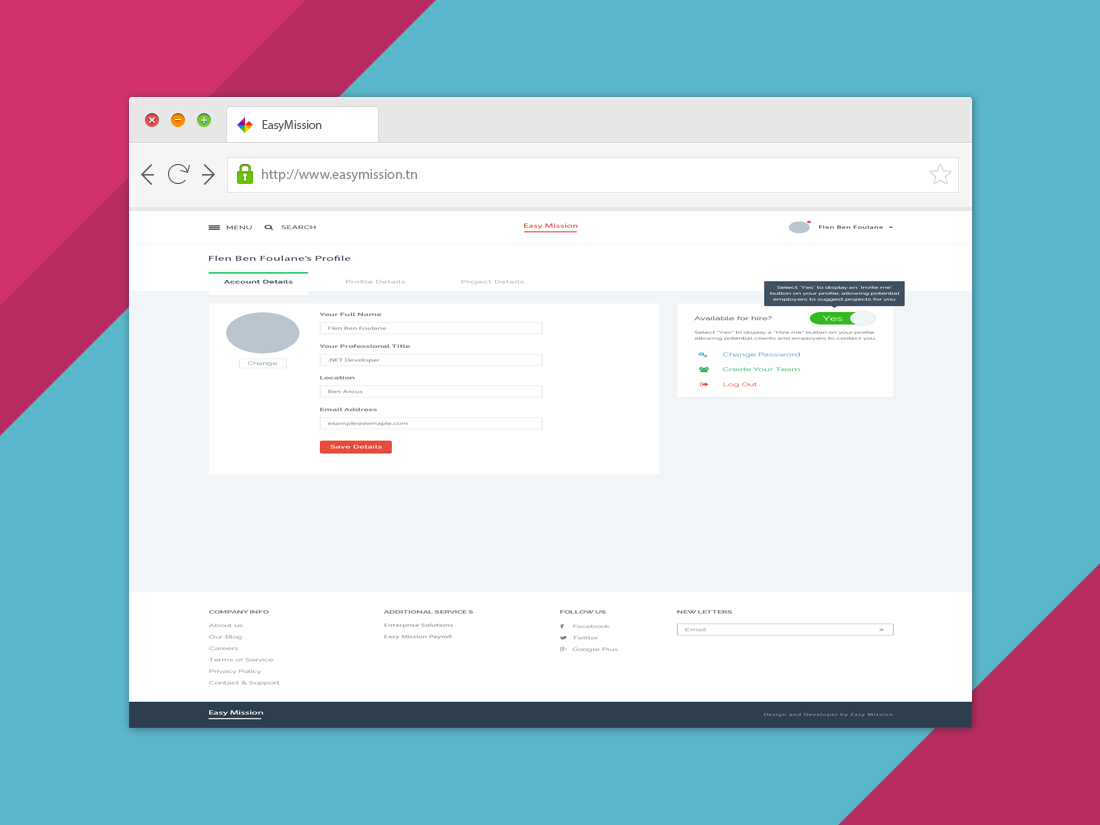 EasyMission
http://www.easymission.tn
MENU
SEARCH
Easy Mission
Flen Ben Foulane
Flen Ben Foulane's Profile
Account Details
Profile Details
Project Details
Select 'Yes' to display an 'Invite me'
button on your profile, allowing potential
employers to suggest projects for you.
Change
Your Full Name
Flen Ben Foulane
Your Professional Title
.NET Developer
Location
Ben Arous
Email Address
example@exmaple.com
Save Details
Available for hire?
Yes
Select "Yes" to display a "Hire me" button on your profile
allowing potential clients and employers to contact you.
Change Password
Create Your Team
Log Out
COMPANY INFO
About us
Our Blog
Careers
Terms of Service
Privacy Policy
Contact & Support
ADDITIONAL SERVICES
Enterprise Solutions
Easy Mission Payroll
FOLLOW US
Facebook
Twitter
Google Plus
NEW LETTERS
Email
Easy Mission
Design and Developer by Easy Mission